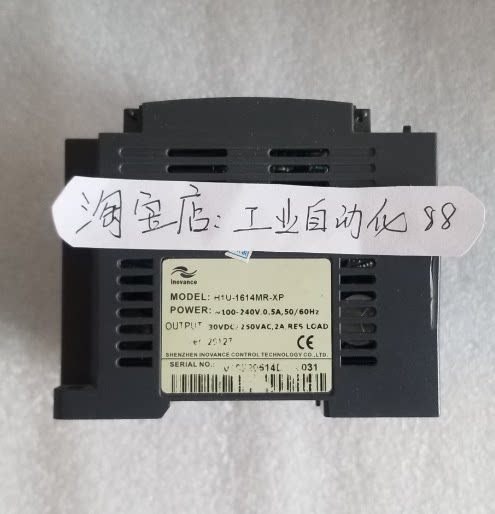 淘宝店:工业自动化88
Inovance
MODEL: H1U-1614MR-XP
POWER: ~100-240V 0.5A,50/60Hz
OUTPUT 30VDC/250VAC,2A RES LOAD
CE
SHENZHEN INOVANCE CONTROL TECHNOLOGY CO.,LTD.
SERIAL NO.: